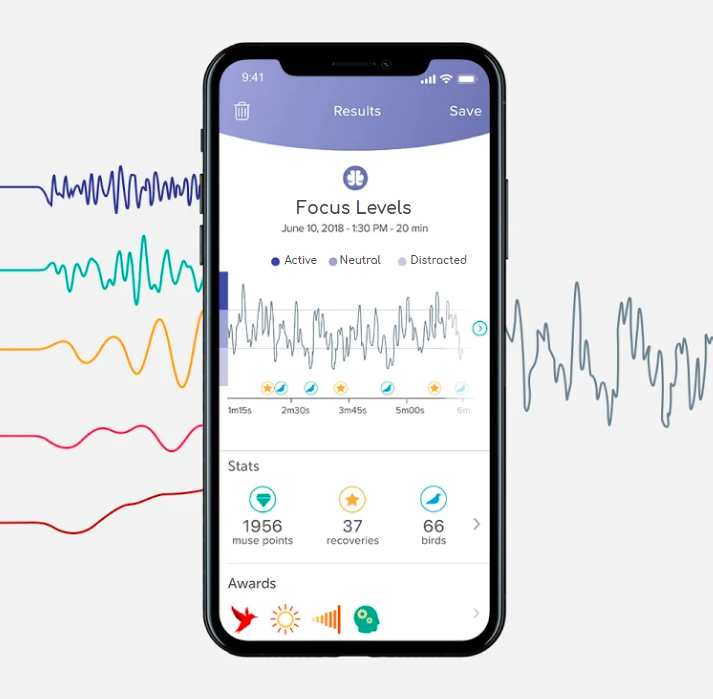 9:41
Results
Save
Focus Levels
June 10, 2018 - 1:30 PM - 20 min
Active Neutral Distracted
1m15s 2m30s 3m45s 5m00s 6m
Stats
1956 37 66
muse points recoveries birds
Awards